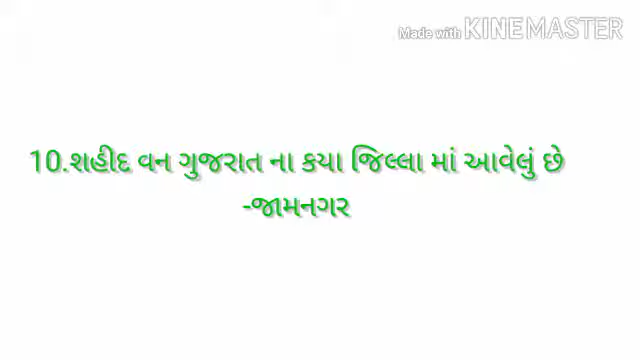 Made with KINEMASTER
10.શહીદ વન ગુજરાત ના કયા જિલ્લા માં આવેલું છે
-જામનગર